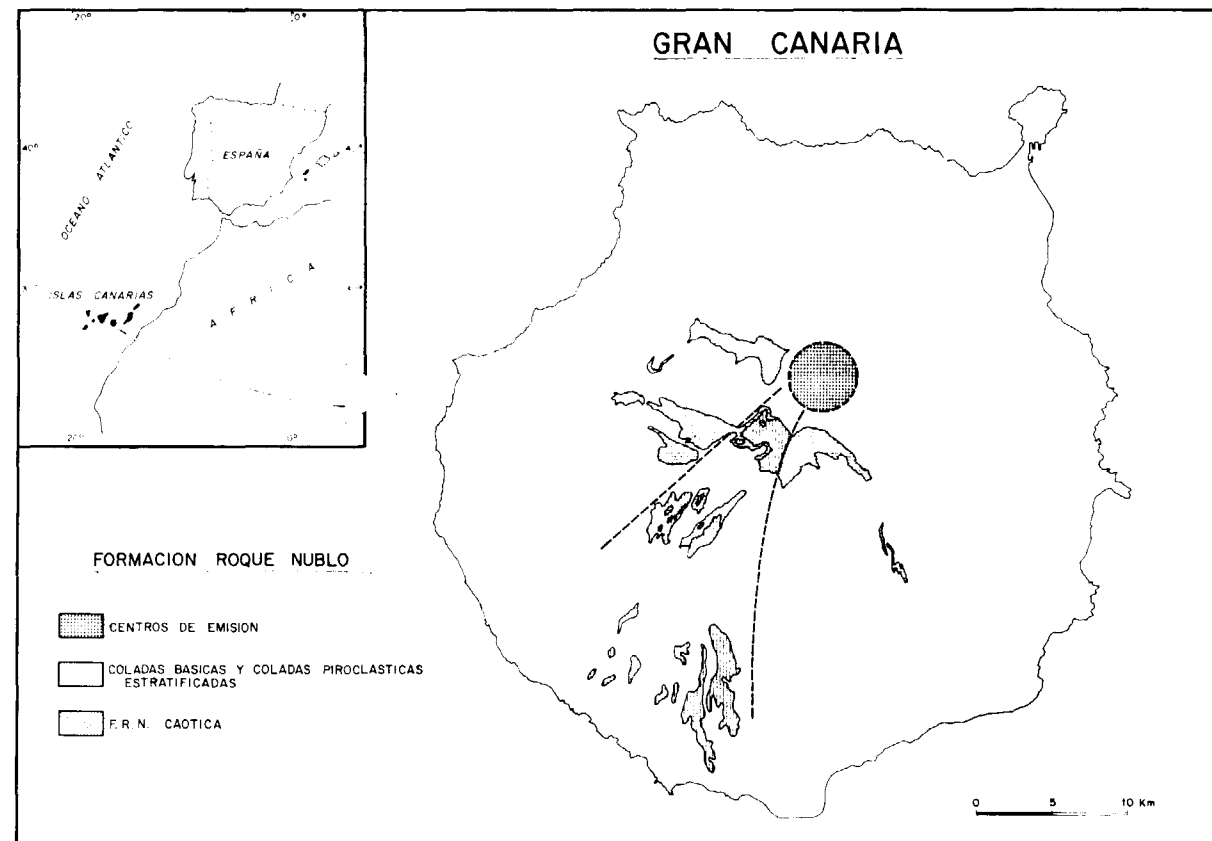 GRAN CANARIA
20°
10°
OCEANO ATLANTICO
ESPAÑA
40°
ISLAS CANARIAS
AFRICA
20°
FORMACION ROQUE NUBLO
CENTROS DE EMISION
COLADAS BASICAS Y COLADAS PIROCLASTICAS
ESTRATIFICADAS
F.R.N. CAOTICA
0 5 10 Km